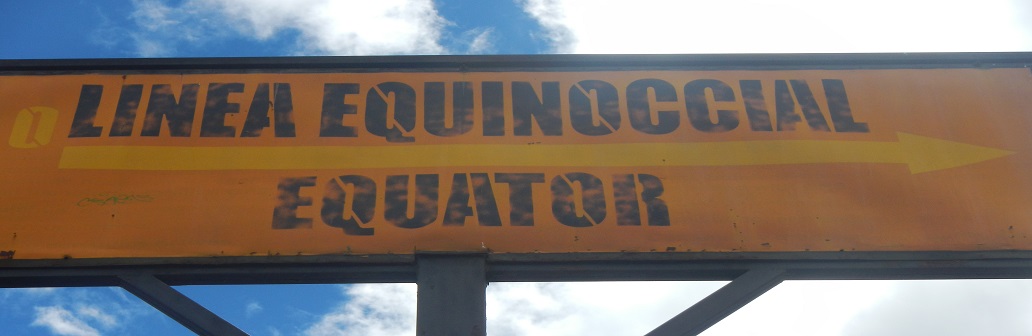 LINEA EQUINOCCIAL
EQUATOR